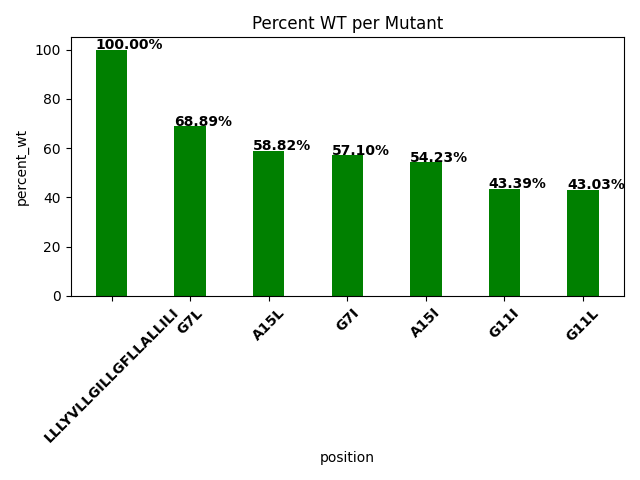 Percent WT per Mutant
percent_wt
100
80
60
40
20
0
100.00%
68.89%
58.82%
57.10%
54.23%
43.39%
43.03%
LLLYVLLGILLGFLLALLILI
G7L
A15L
G7I
A15I
G11I
G11L
position